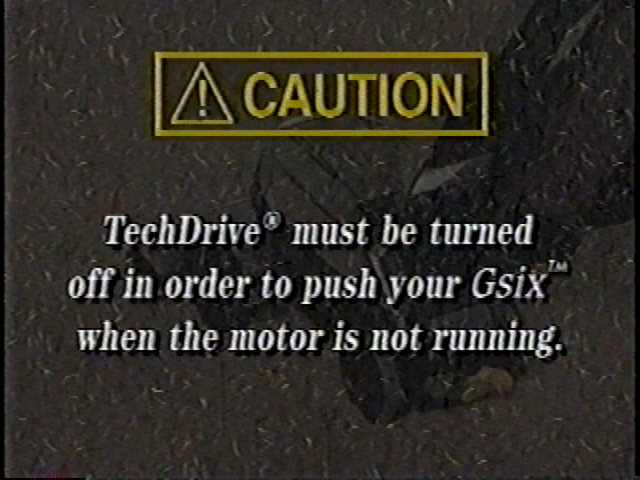 CAUTION
TechDrive® must be turned
off in order to push your Gsix™
when the motor is not running.